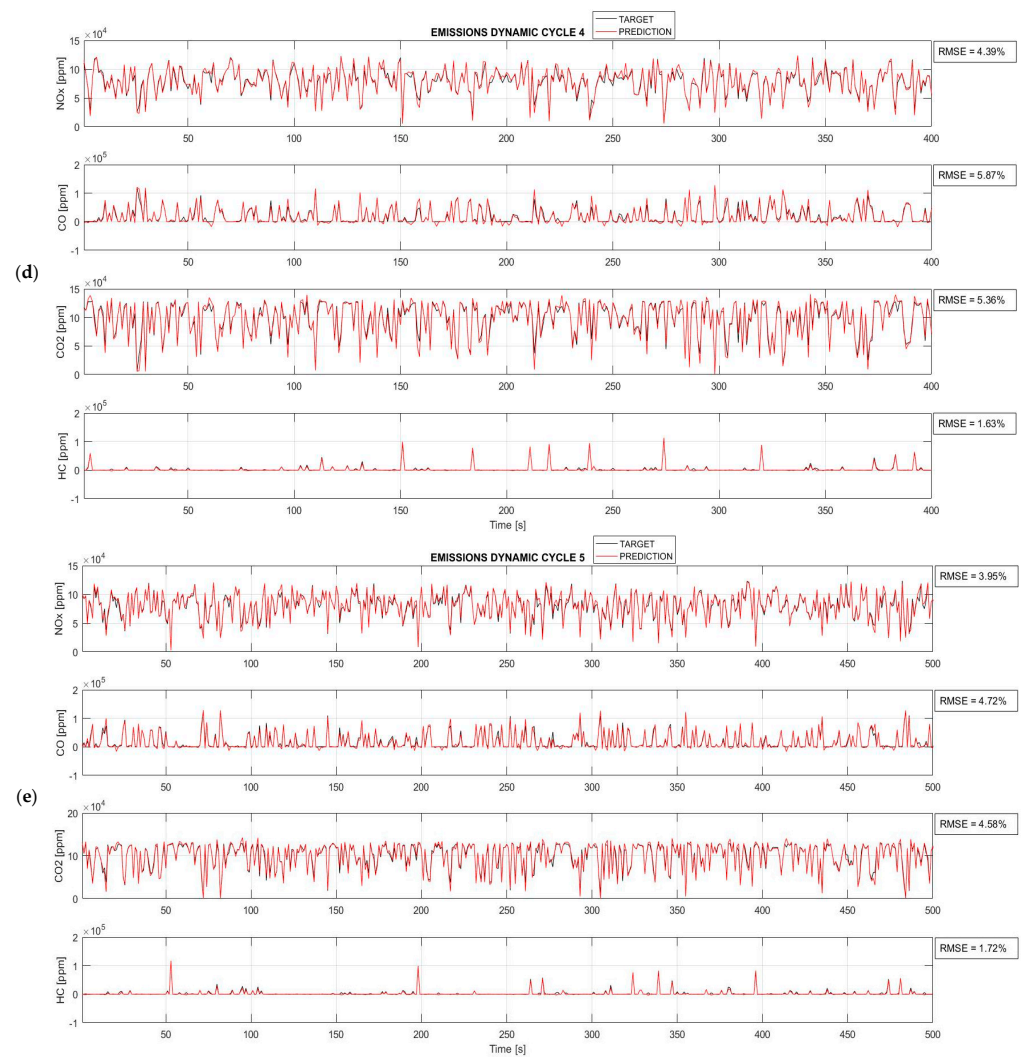 EMISSIONS DYNAMIC CYCLE 4
TARGET
PREDICTION
×10^4
NOx [ppm]
15
10
5
0
50 100 150 200 250 300 350 400
RMSE = 4.39%
×10^5
CO [ppm]
2
1
0
-1
50 100 150 200 250 300 350 400
RMSE = 5.87%
(d)
×10^4
CO2 [ppm]
15
10
5
0
50 100 150 200 250 300 350 400
RMSE = 5.36%
×10^5
HC [ppm]
2
1
0
-1
50 100 150 200 250 300 350 400
Time [s]
RMSE = 1.63%
EMISSIONS DYNAMIC CYCLE 5
TARGET
PREDICTION
×10^4
NOx [ppm]
15
10
5
0
50 100 150 200 250 300 350 400 450 500
RMSE = 3.95%
×10^5
CO [ppm]
2
1
0
-1
50 100 150 200 250 300 350 400 450 500
RMSE = 4.72%
(e)
×10^4
CO2 [ppm]
20
10
0
50 100 150 200 250 300 350 400 450 500
RMSE = 4.58%
×10^5
HC [ppm]
2
1
0
-1
50 100 150 200 250 300 350 400 450 500
Time [s]
RMSE = 1.72%